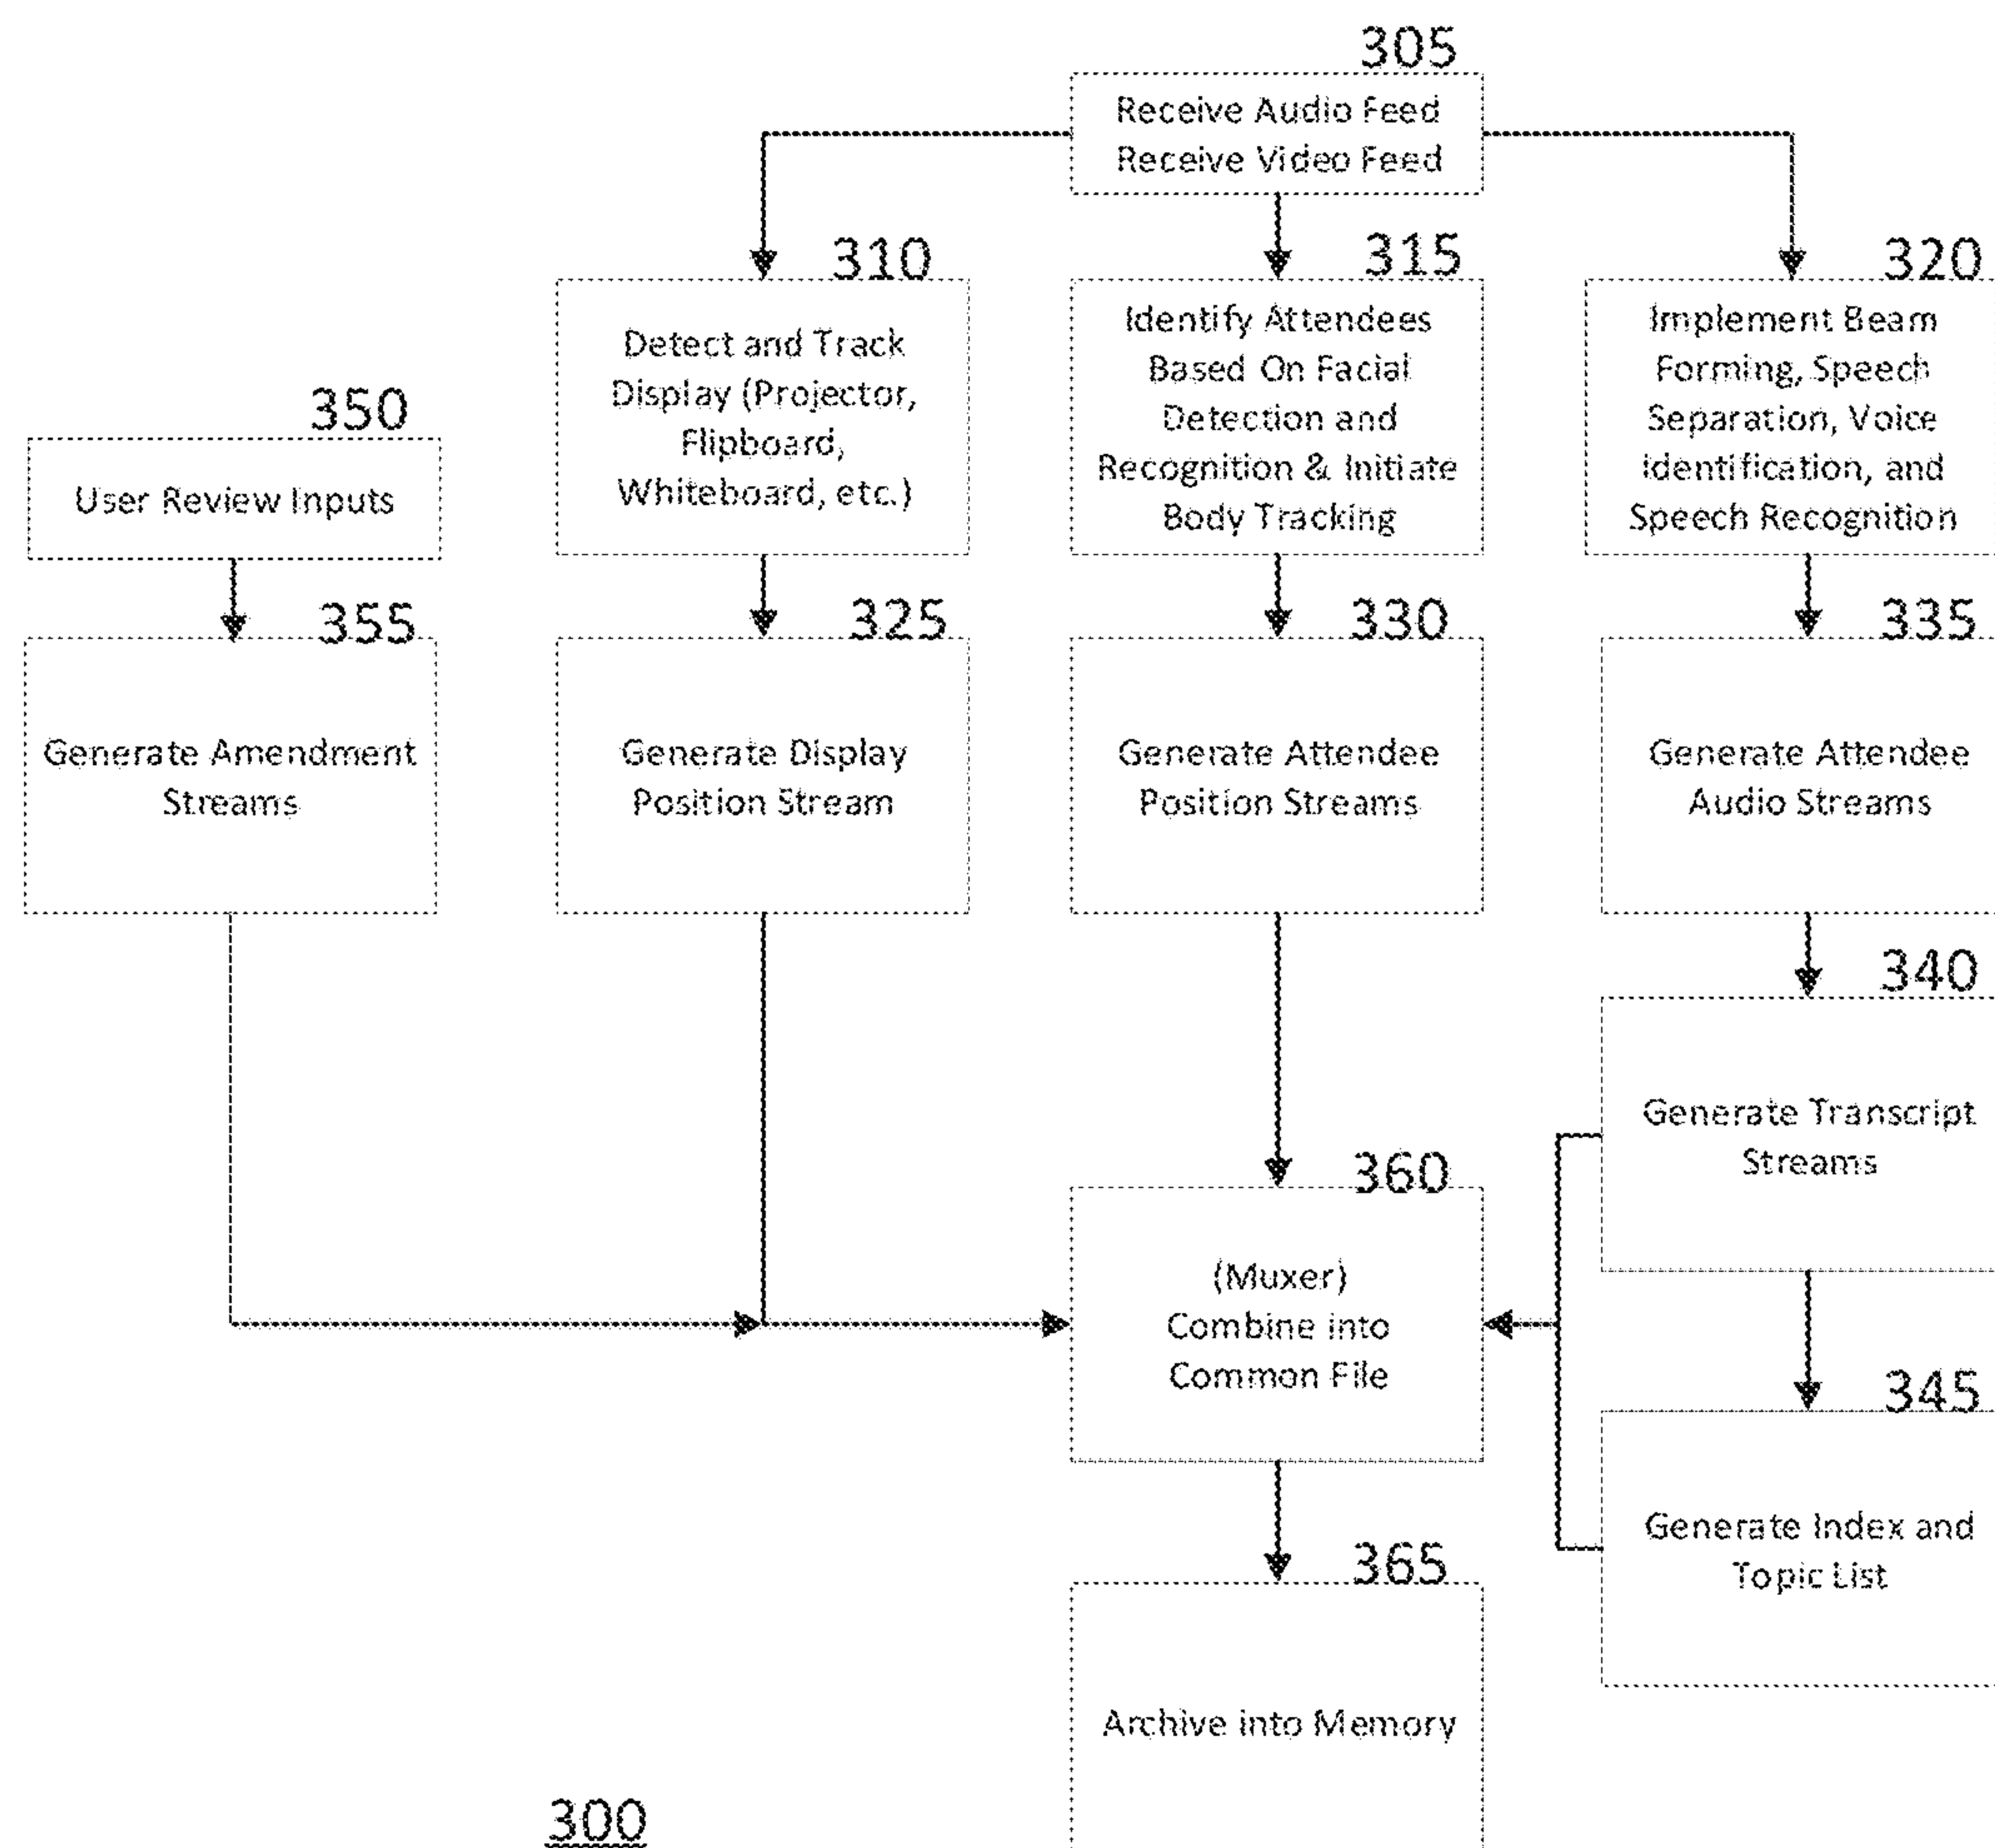 305
Receive Audio Feed
Receive Video Feed
310
Detect and Track
Display (Projector,
Flipboard,
Whiteboard, etc.)
315
Identify Attendees
Based On Facial
Detection and
Recognition & Initiate
Body Tracking
320
Implement Beam
Forming, Speech
Separation, Voice
Identification, and
Speech Recognition
350
User Review Inputs
355
Generate Amendment
Streams
325
Generate Display
Position Stream
330
Generate Attendee
Position Streams
335
Generate Attendee
Audio Streams
340
Generate Transcript
Streams
360
(Muxer)
Combine into
Common File
345
Generate Index and
Topic List
365
Archive into Memory
300